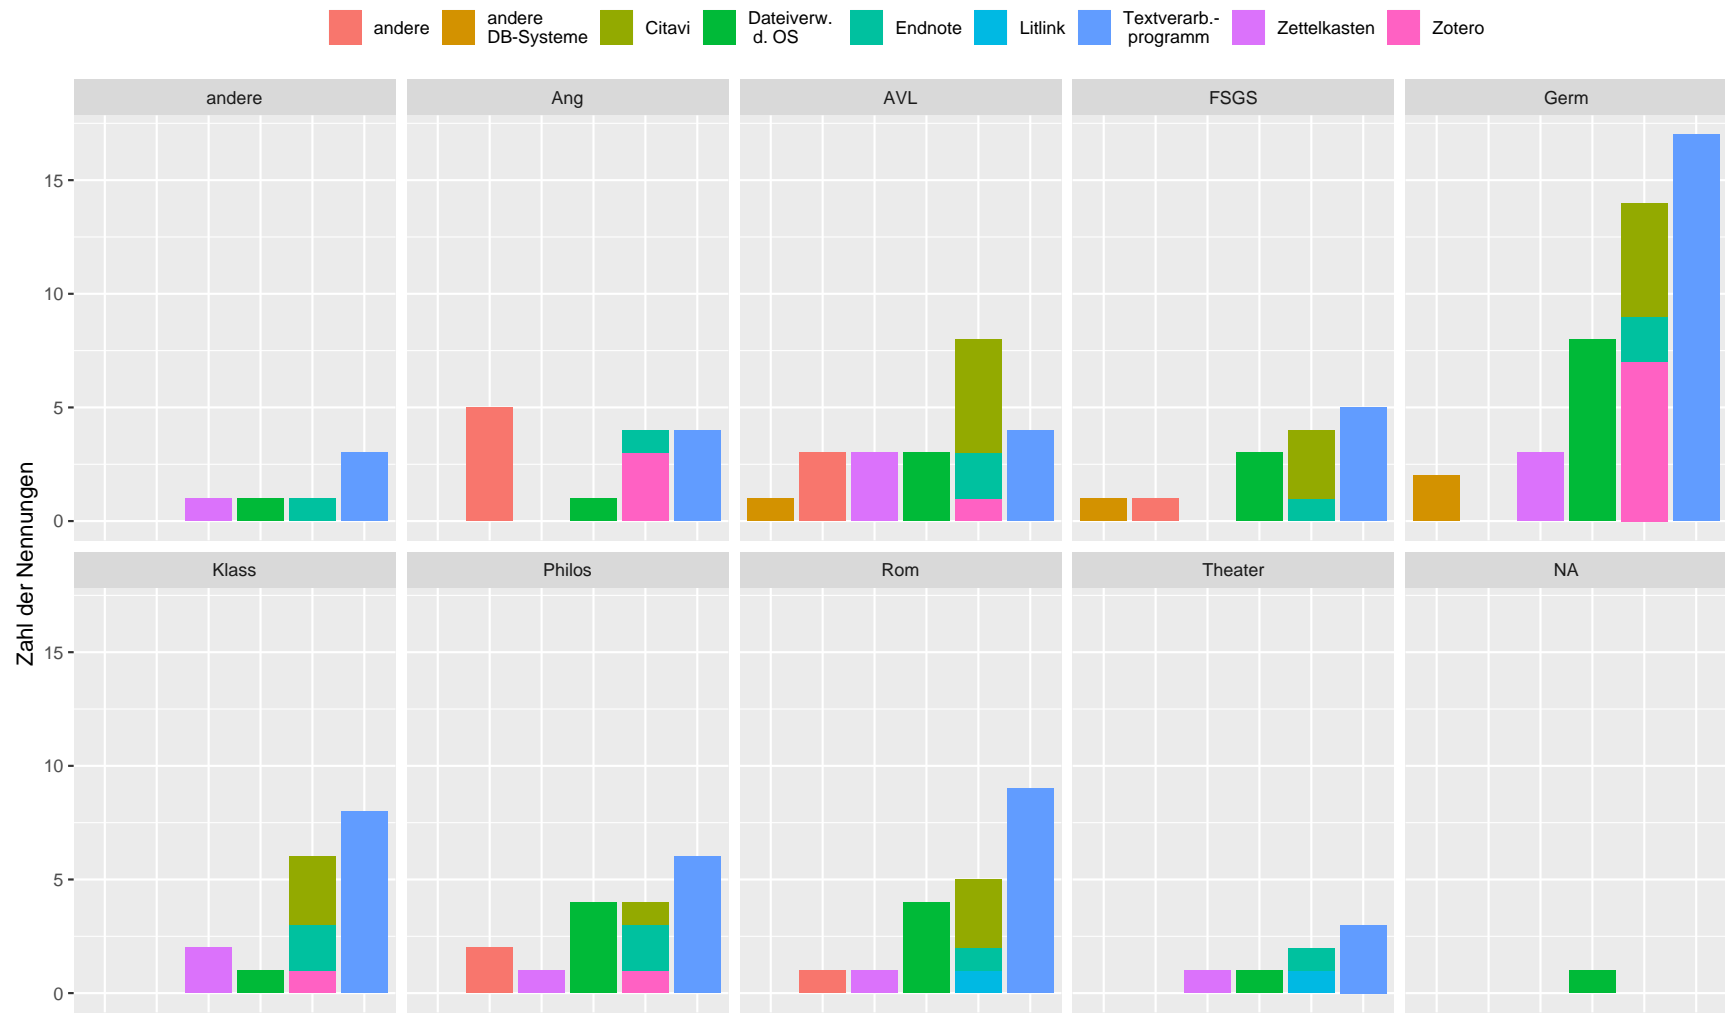 andere
andere
DB-Systeme
Citavi
Dateiverw.
d. OS
Endnote
Litlink
Textverarb.-
programm
Zettelkasten
Zotero
andere
Ang
AVL
FSGS
Germ
15
10
5
0
Zahl der Nennungen
Klass
Philos
Rom
Theater
NA
15
10
5
0